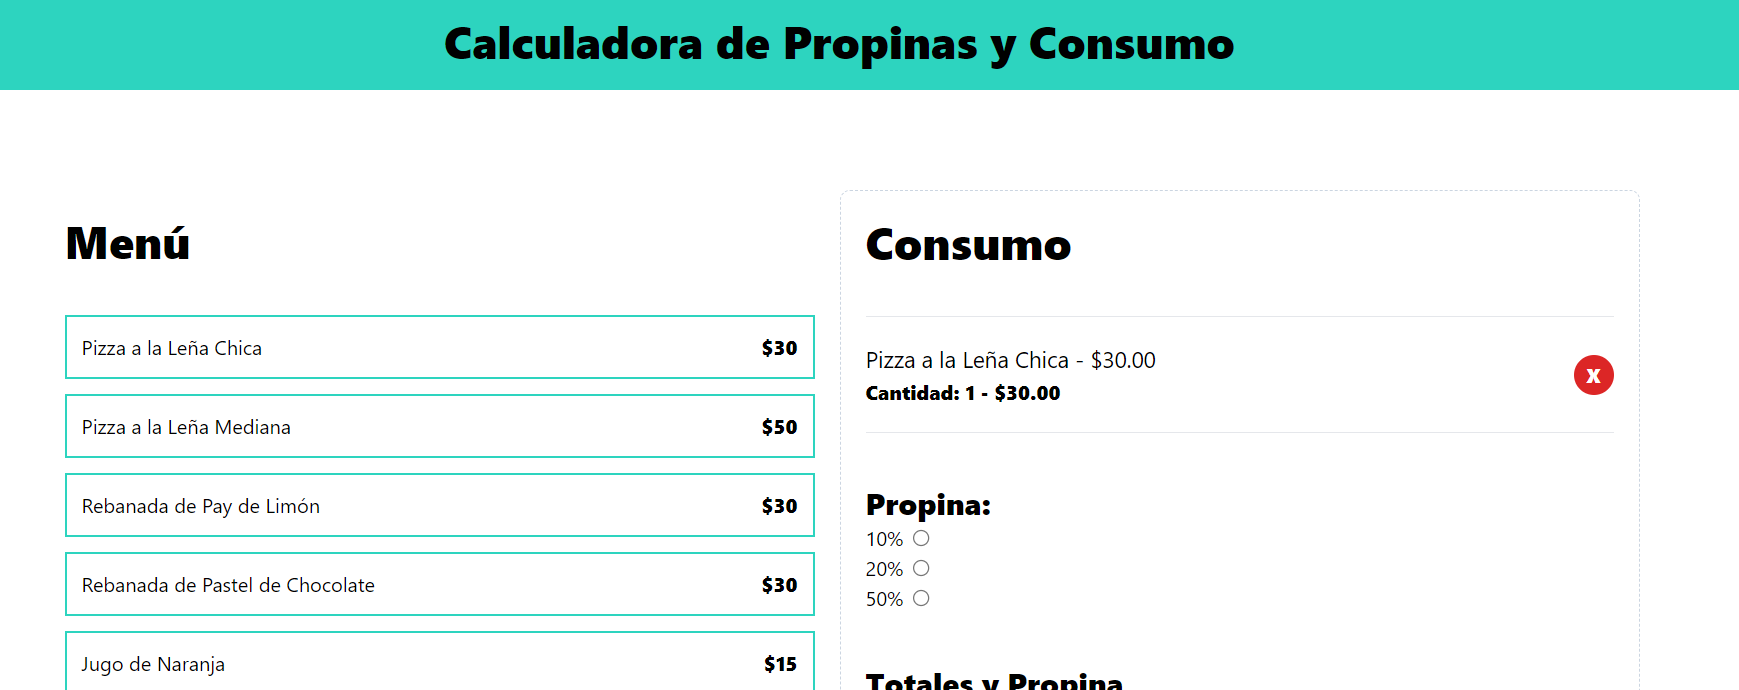 Calculadora de Propinas y Consumo
Menú
Pizza a la Leña Chica $30
Pizza a la Leña Mediana $50
Rebanada de Pay de Limón $30
Rebanada de Pastel de Chocolate $30
Jugo de Naranja $15
Consumo
Pizza a la Leña Chica - $30.00
Cantidad: 1 - $30.00
X
Propina:
10%
20%
50%
Totales y Propina